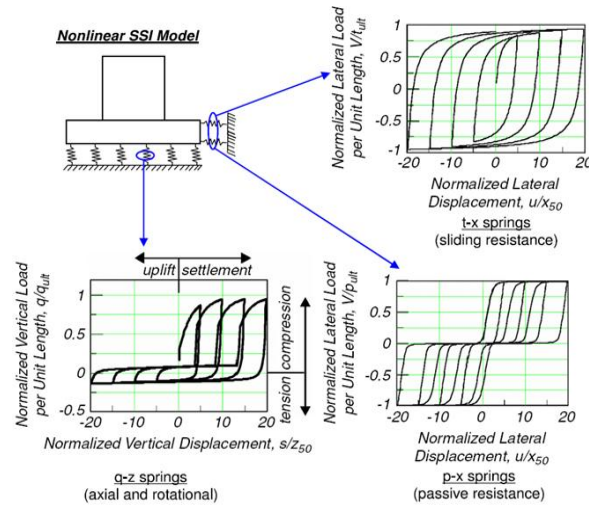 Nonlinear SSI Model
Normalized Lateral Load
per Unit Length, V/t_ult
1
0.5
0
-0.5
-1
-20 -10 0 10 20
Normalized Lateral
Displacement, u/x_50
t-x springs
(sliding resistance)
uplift settlement
Normalized Vertical Load
per Unit Length, q/q_ult
1
0.5
0
-0.5
-20 -10 0 10 20
tension compression
Normalized Vertical Displacement, s/z_50
q-z springs
(axial and rotational)
Normalized Lateral Load
per Unit Length, V/p_ult
1
0.5
0
-0.5
-1
-20 -10 0 10 20
Normalized Lateral
Displacement, u/x_50
p-x springs
(passive resistance)